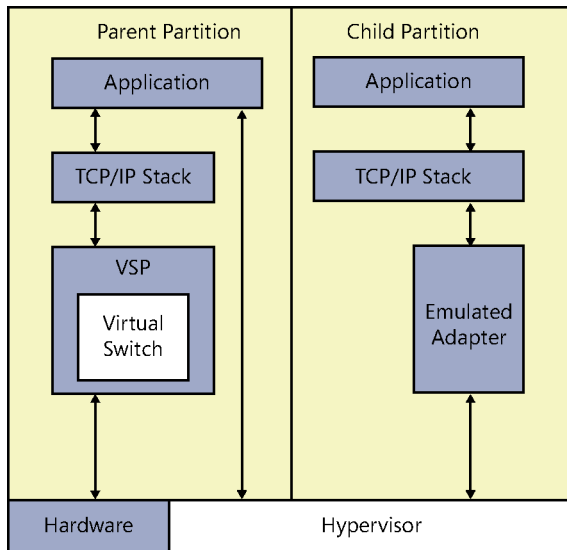 Parent Partition
Application
TCP/IP Stack
VSP
Virtual
Switch
Child Partition
Application
TCP/IP Stack
Emulated
Adapter
Hardware
Hypervisor